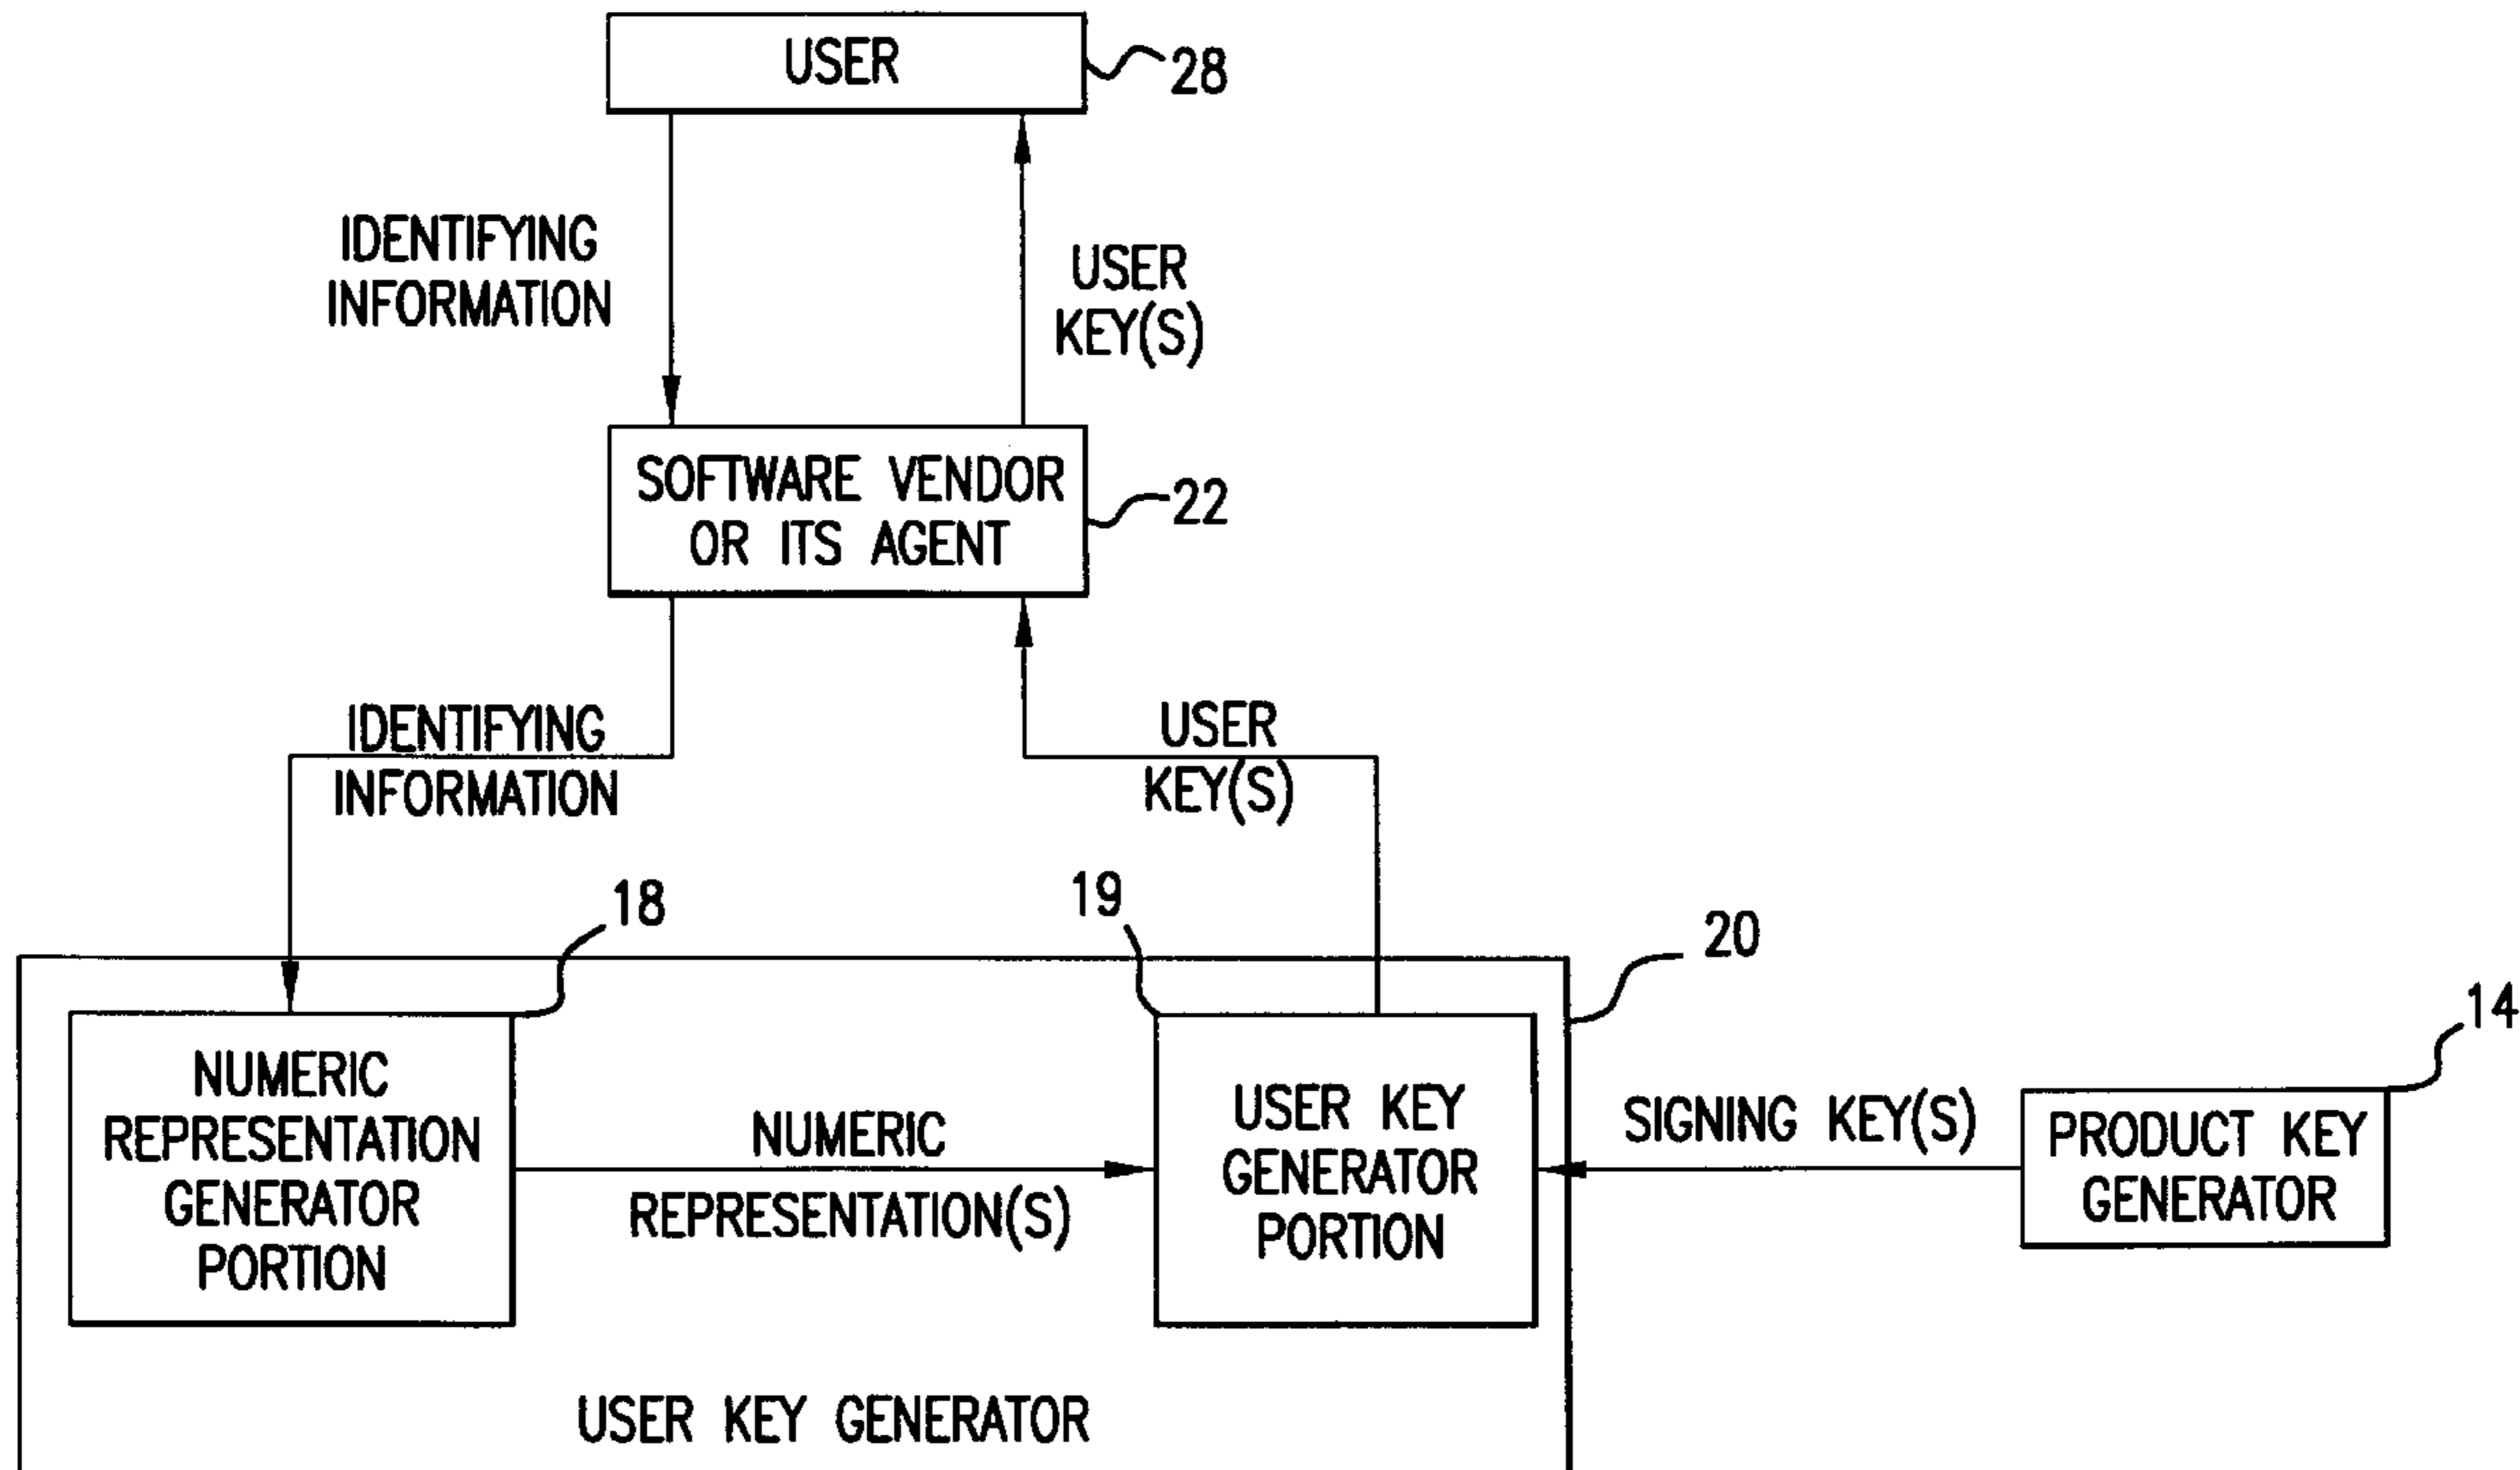 USER
28
IDENTIFYING
INFORMATION
USER
KEY(S)
SOFTWARE VENDOR
OR ITS AGENT
22
IDENTIFYING
INFORMATION
USER
KEY(S)
18
19
20
14
NUMERIC
REPRESENTATION
GENERATOR
PORTION
NUMERIC
REPRESENTATION(S)
USER KEY
GENERATOR
PORTION
SIGNING KEY(S)
PRODUCT KEY
GENERATOR
USER KEY GENERATOR